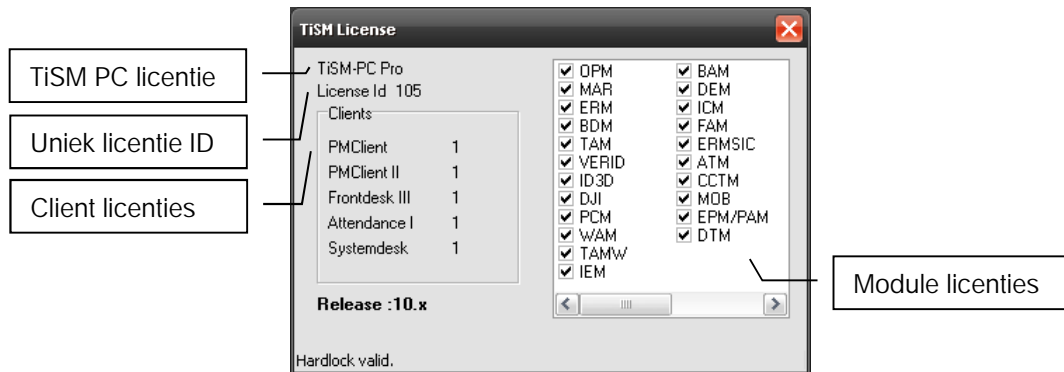 TiSM License
TiSM PC licentie
Uniek licentie ID
Client licenties
TiSM-PC Pro
License Id 105
Clients
PMClient 1
PMClient II 1
Frontdesk III 1
Attendance I 1
Systemdesk 1
Release :10.x
Hardlock valid.
OPM
MAR
ERM
BDM
TAM
VERID
ID3D
DJI
PCM
WAM
TAMW
IEM
BAM
DEM
ICM
FAM
ERMSIC
ATM
CCTM
MOB
EPM/PAM
DTM
Module licenties